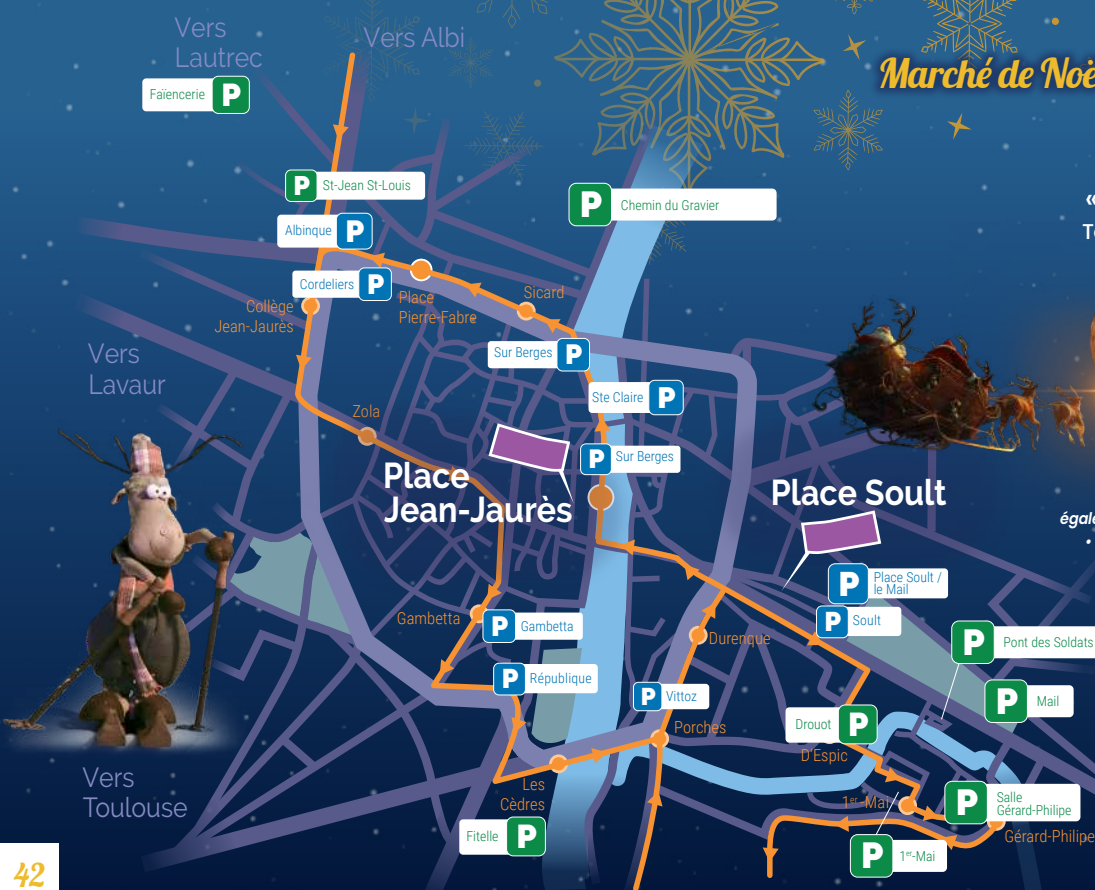 Vers
Lautrec
Vers Albi
Marché de Noë
Faïencerie P
P St-Jean St-Louis
P Chemin du Gravier
«
Albinque P
T
Cordeliers P
Place
Pierre-Fabre
Sicard
Collège
Jean-Jaurès
Sur Berges P
Vers
Lavaur
Ste Claire P
Zola
P Sur Berges
Place
Jean-Jaurès
Place Soult
égale
•
P Place Soult /
le Mail
Gambetta
P Gambetta
P Soult
Durenque
P Pont des Soldats
P République
P Vittoz
P Mail
Drouot P
Porches
D'Espic
Vers
Toulouse
Les
Cèdres
1er-Mai
P Salle
Gérard-Philipe
Fitelle P
Gérard-Philipe
P 1er-Mai
42